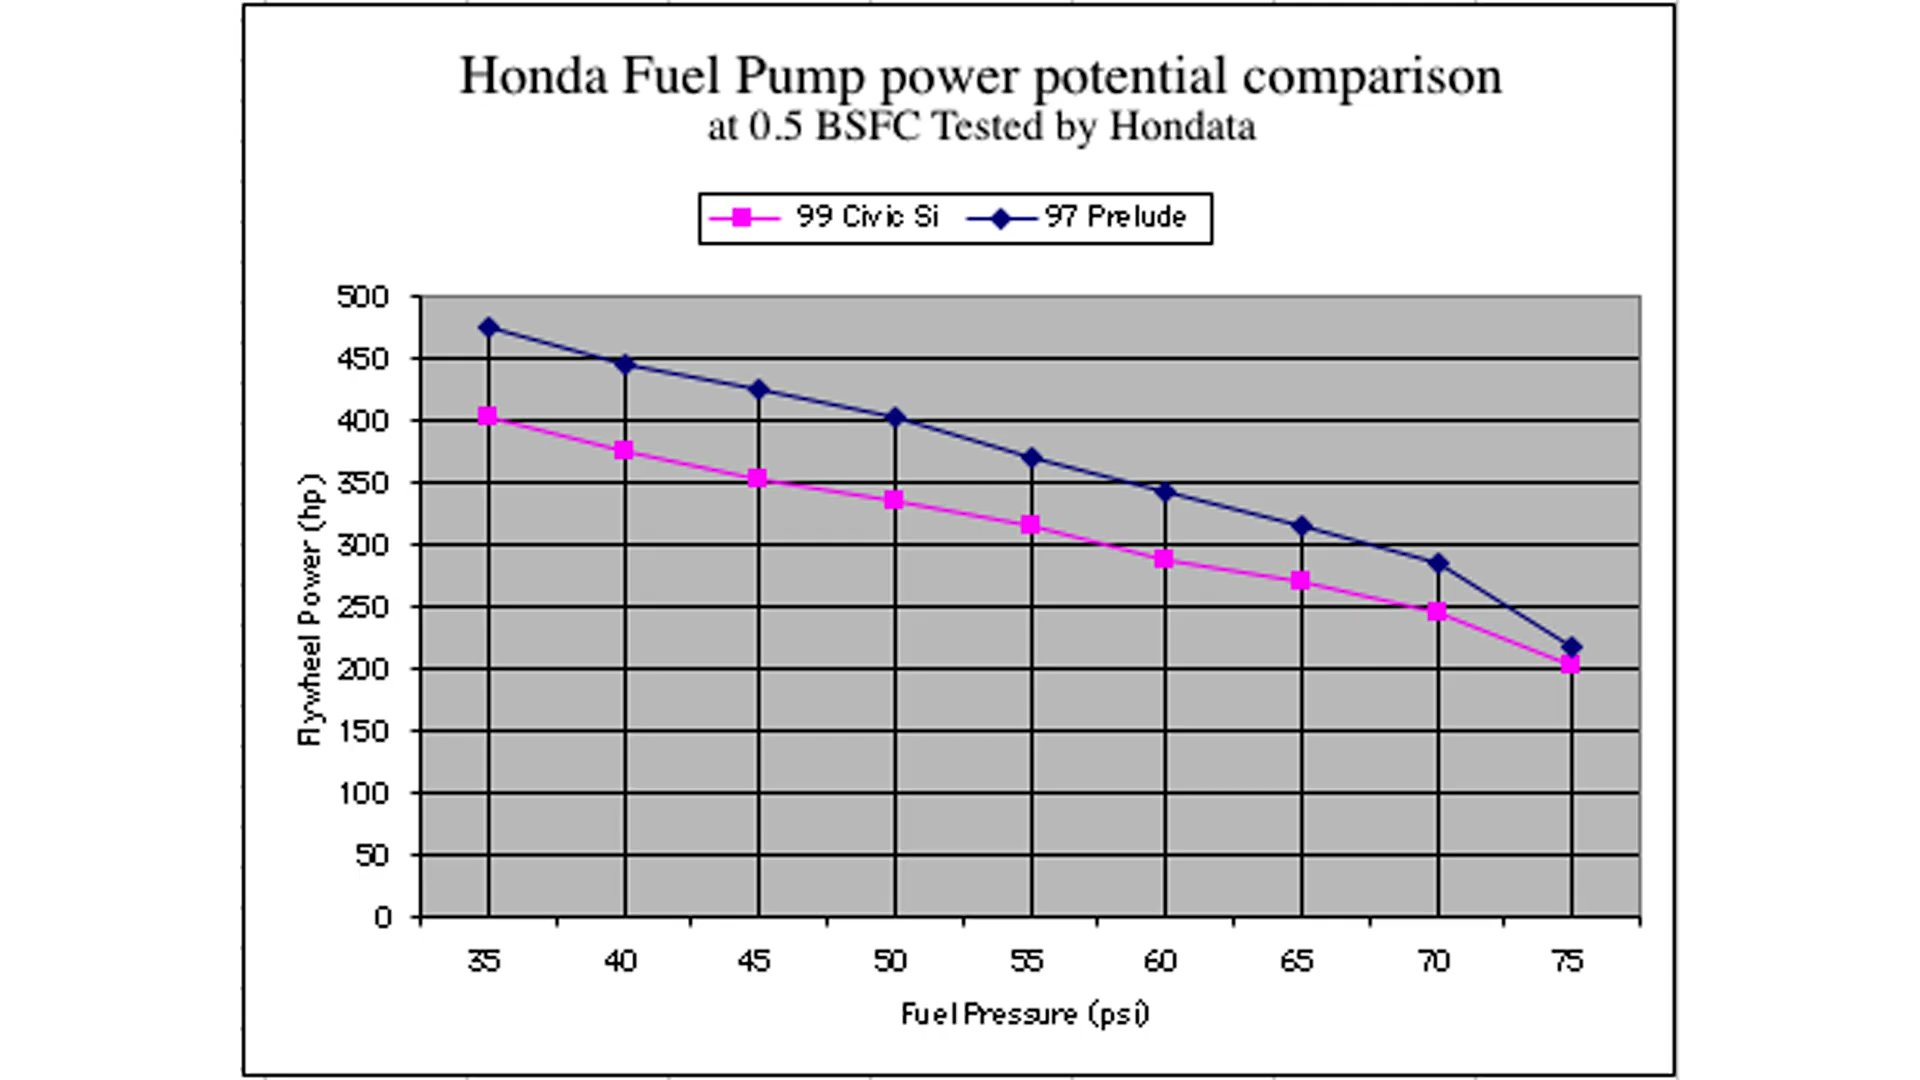 Honda Fuel Pump power potential comparison
at 0.5 BSFC Tested by Hondata
99 Civic Si 97 Prelude
500
450
400
350
300
250
200
150
100
50
0
Flywheel Power (hp)
35 40 45 50 55 60 65 70 75
Fuel Pressure (psi)